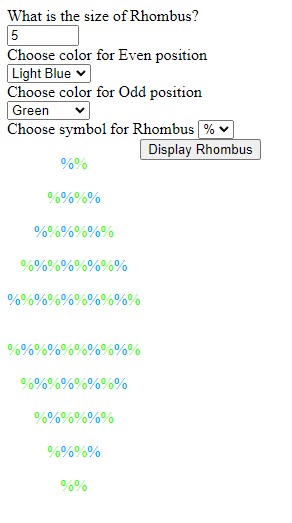 What is the size of Rhombus?
5
Choose color for Even position
Light Blue
Choose color for Odd position
Green
Choose symbol for Rhombus %
Display Rhombus
%%
%%%%
%%%%%%
%%%%%%%%
%%%%%%%%%%
%%%%%%%%%%
%%%%%%%%
%%%%%%
%%%%
%%